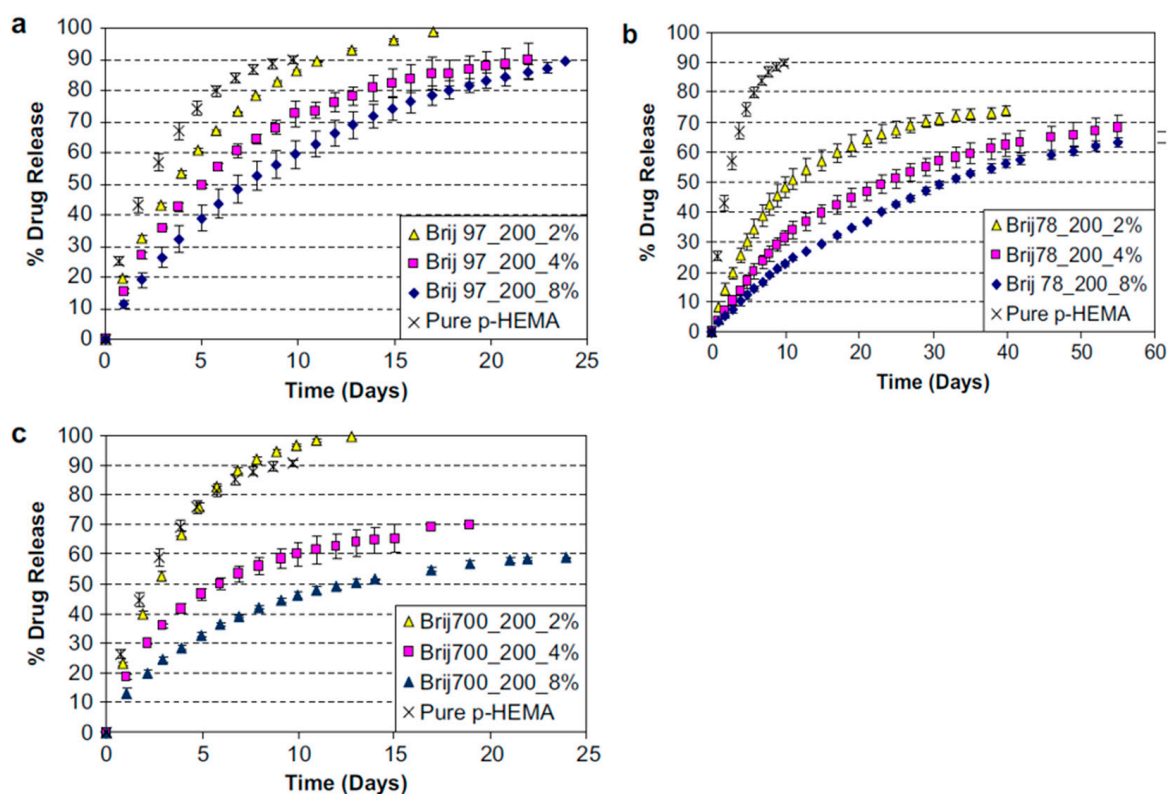 a
% Drug Release
100
90
80
70
60
50
40
30
20
10
0
Brij 97_200_2%
Brij 97_200_4%
Brij 97_200_8%
Pure p-HEMA
0 5 10 15 20 25
Time (Days)
b
% Drug Release
100
90
80
70
60
50
40
30
20
10
0
Brij78_200_2%
Brij78_200_4%
Brij 78_200_8%
Pure p-HEMA
0 10 20 30 40 50 60
Time (Days)
c
% Drug Release
100
90
80
70
60
50
40
30
20
10
0
Brij700_200_2%
Brij700_200_4%
Brij700_200_8%
Pure p-HEMA
0 5 10 15 20 25
Time (Days)